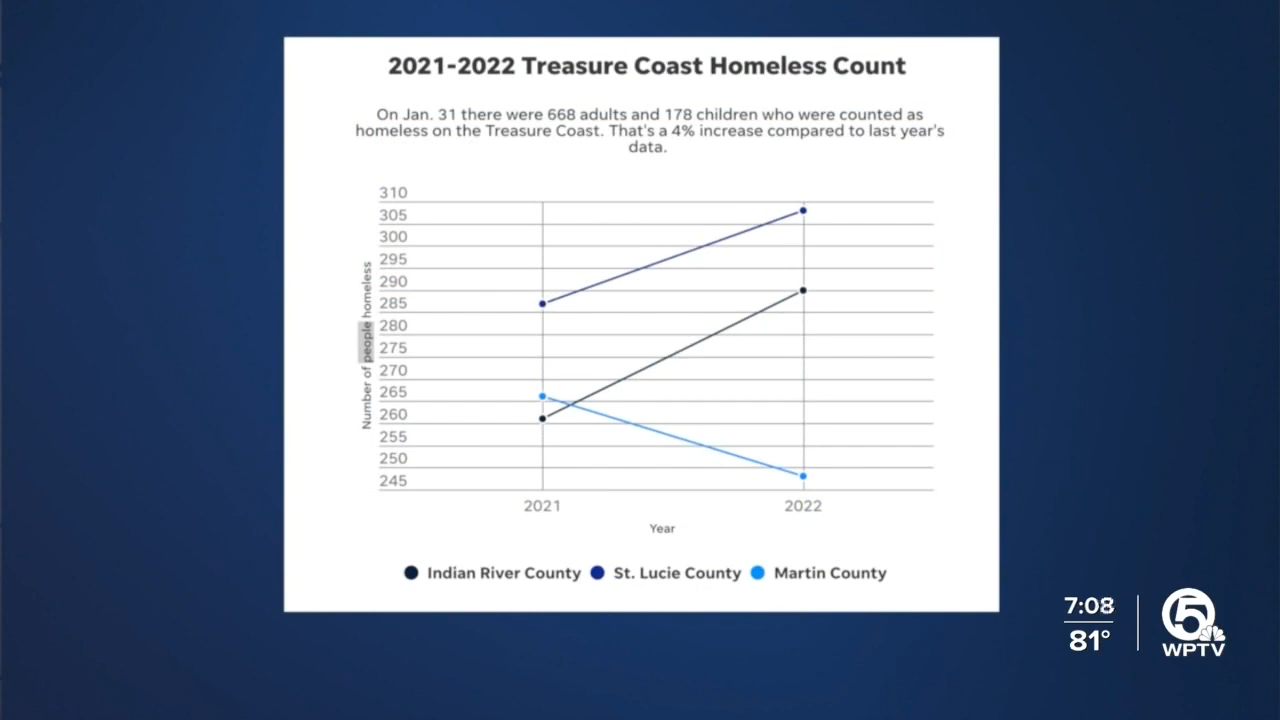 2021-2022 Treasure Coast Homeless Count
On Jan. 31 there were 668 adults and 178 children who were counted as
homeless on the Treasure Coast. That's a 4% increase compared to last year's
data.
Number of people homeless
310
305
300
295
290
285
280
275
270
265
260
255
250
245
2021 2022
Year
Indian River County St. Lucie County Martin County
7:08
81°
5
WPTV